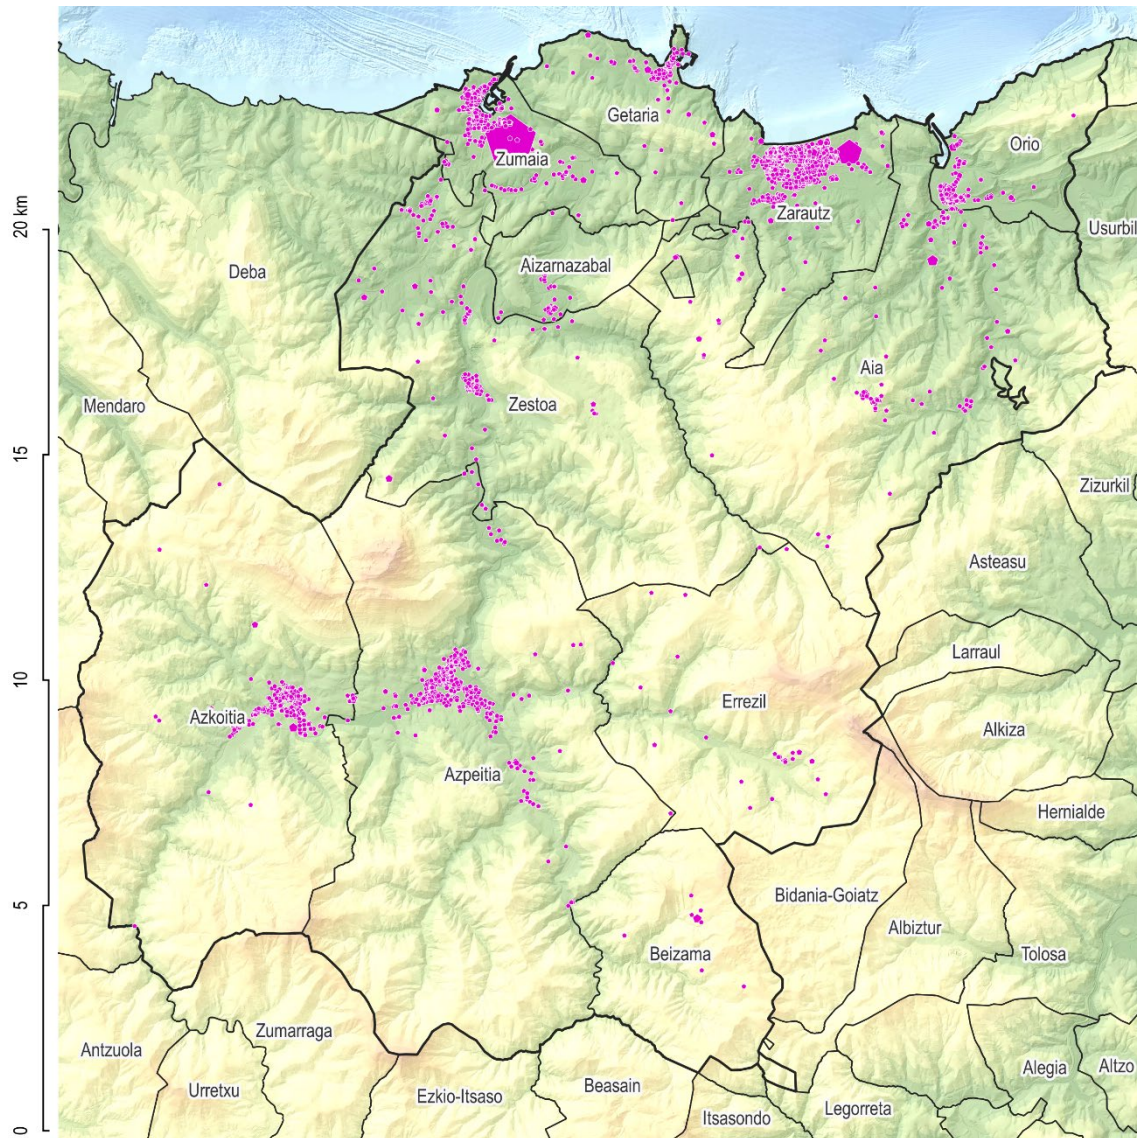 Getaria
Orio
Zumaia
Zarautz
Usurbil
20 km
Deba
Aizarnazabal
Aia
Mendaro
Zestoa
15
Zizurkil
Asteasu
10
Larraul
Errezil
Azkoitia
Alkiza
Azpeitia
Hernialde
5
Bidania-Goiatz
Albiztur
Beizama
Tolosa
Zumarraga
Antzuola
Alegia
Altzo
Urretxu
Beasain
Ezkio-Itsaso
Legorreta
Itsasondo
0